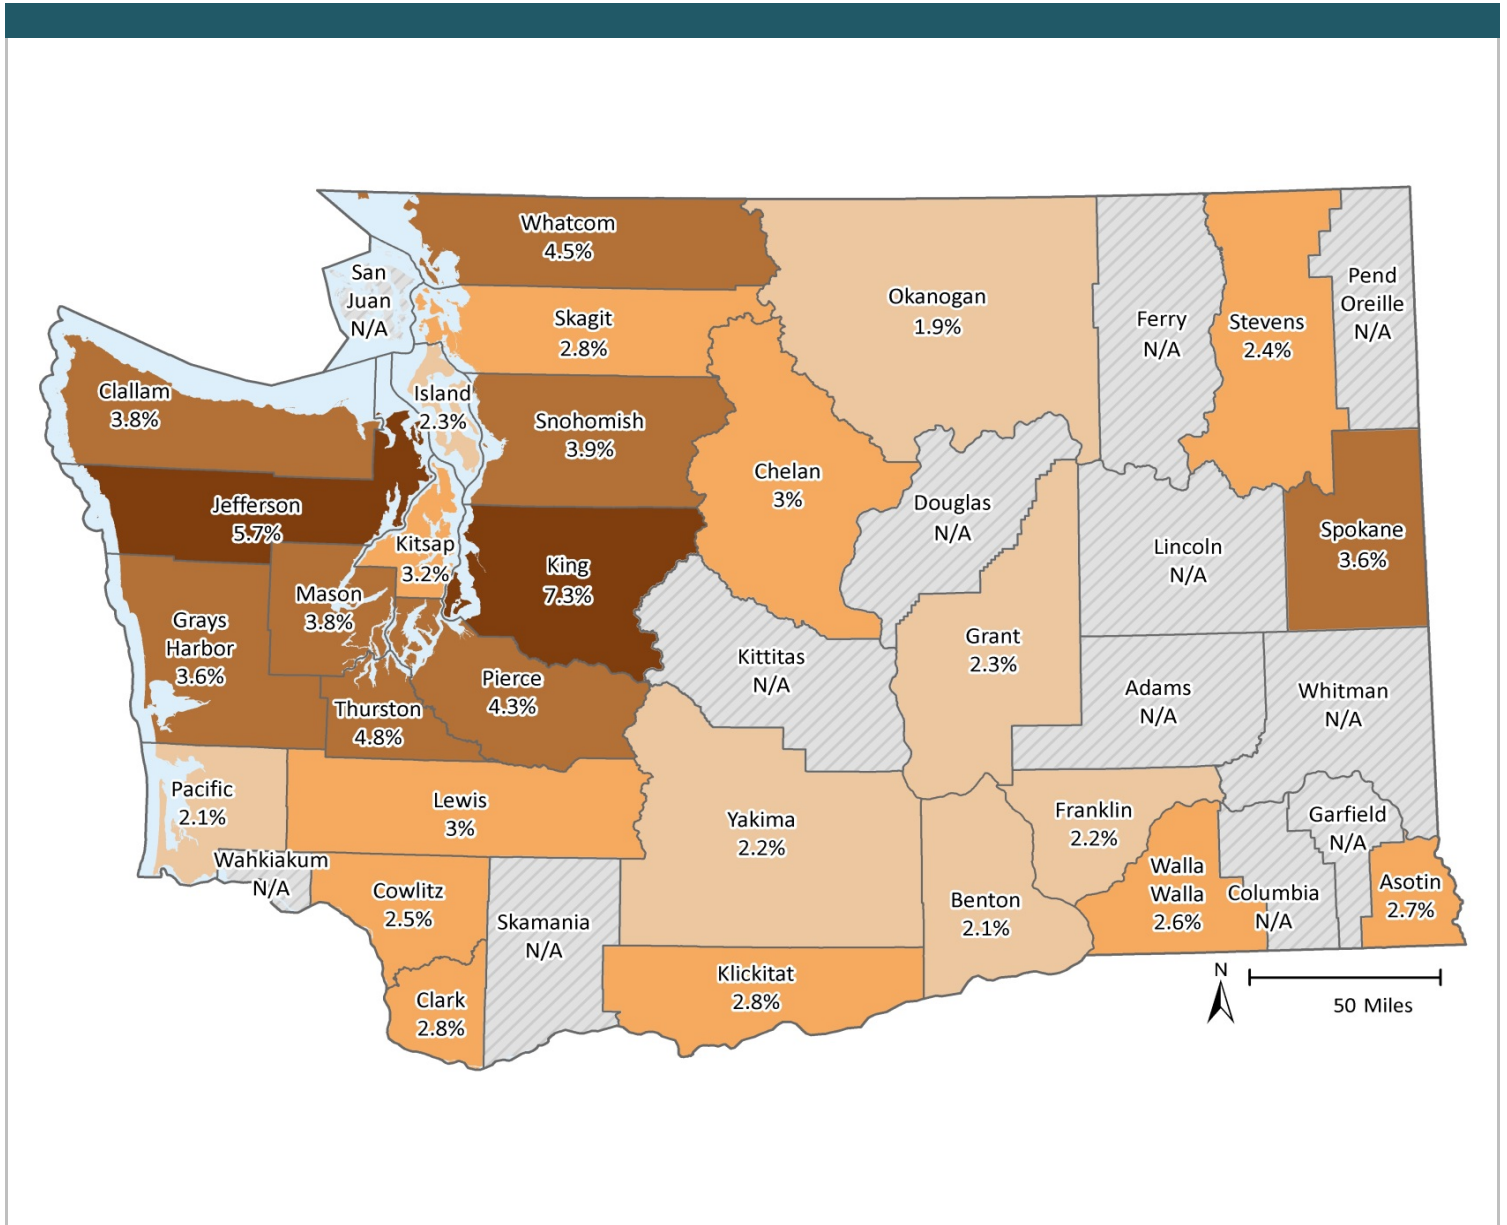 Whatcom
4.5%
San
Juan
N/A
Skagit
2.8%
Okanogan
1.9%
Ferry
N/A
Stevens
2.4%
Pend
Oreille
N/A
Clallam
3.8%
Island
2.3%
Snohomish
3.9%
Chelan
3%
Douglas
N/A
Jefferson
5.7%
Kitsap
3.2%
King
7.3%
Lincoln
N/A
Spokane
3.6%
Grays
Harbor
3.6%
Mason
3.8%
Kittitas
N/A
Grant
2.3%
Adams
N/A
Whitman
N/A
Thurston
4.8%
Pierce
4.3%
Pacific
2.1%
Lewis
3%
Yakima
2.2%
Franklin
2.2%
Garfield
N/A
Wahkiakum
N/A
Cowlitz
2.5%
Skamania
N/A
Benton
2.1%
Walla
Walla
2.6%
Columbia
N/A
Asotin
2.7%
Clark
2.8%
Klickitat
2.8%
N
50 Miles